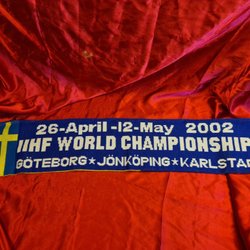 26-April-12-May 2002
IIHF WORLD CHAMPIONSHIP
GÖTEBORG★JÖNKÖPING★KARLSTAD